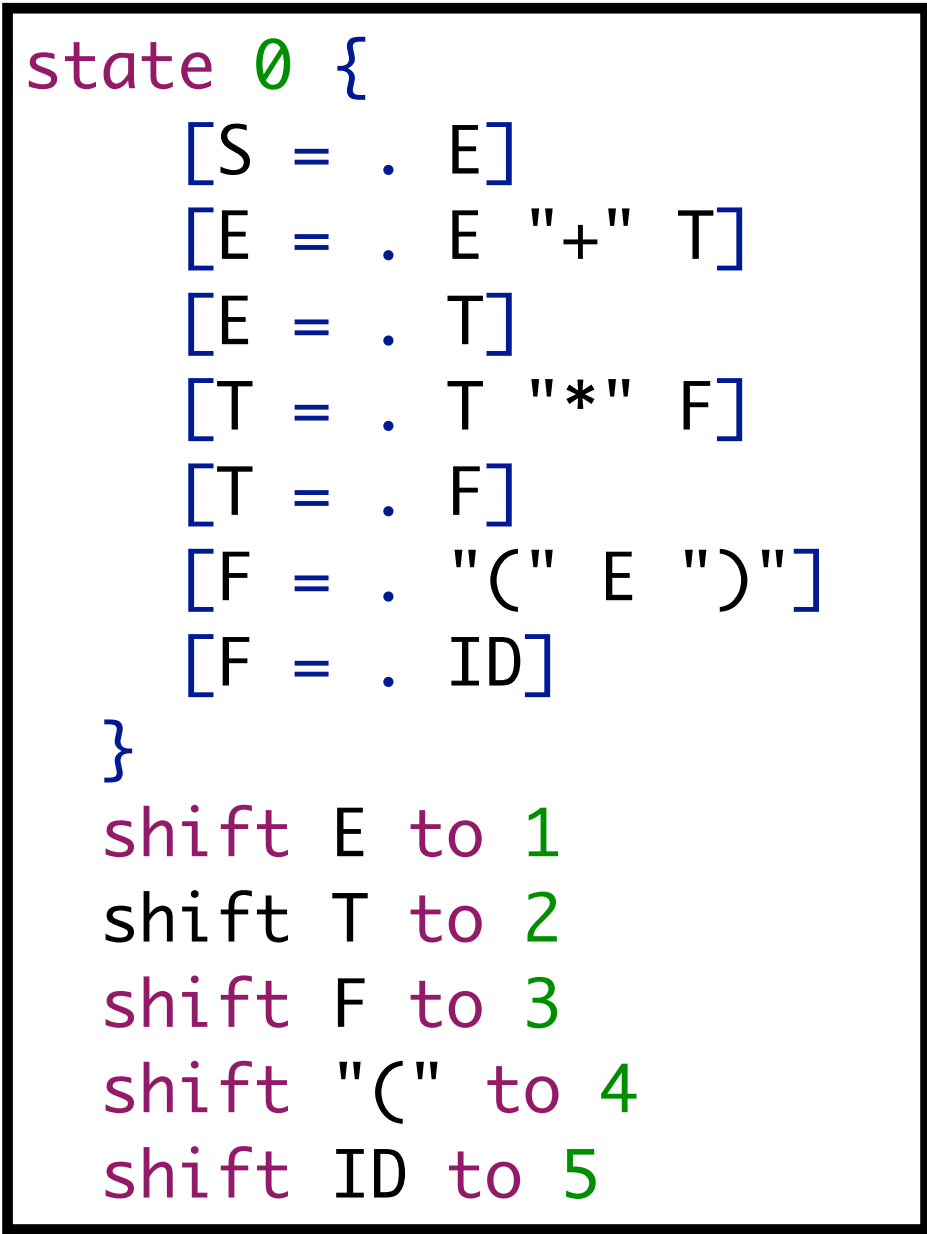 state 0 {
[S = . E]
[E = . E "+" T]
[E = . T]
[T = . T "*" F]
[T = . F]
[F = . "(" E ")"]
[F = . ID]
}
shift E to 1
shift T to 2
shift F to 3
shift "(" to 4
shift ID to 5